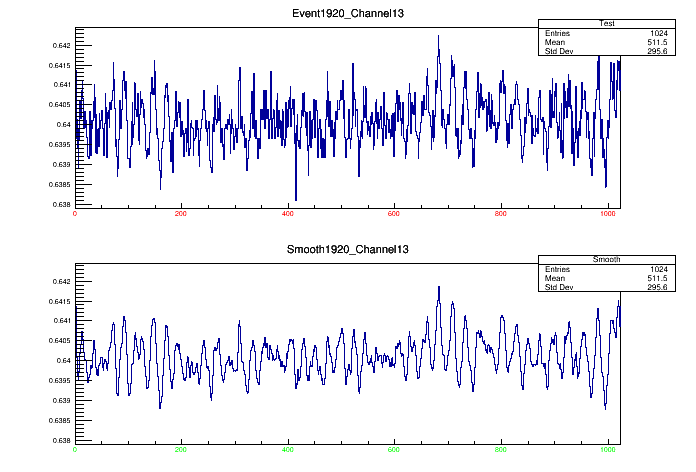 Event1920_Channel13
Test
Entries 1024
Mean 511.5
Std Dev 295.6
0.642
0.6415
0.641
0.6405
0.64
0.6395
0.639
0.6385
0.638
0 200 400 600 800 1000
Smooth1920_Channel13
Smooth
Entries 1024
Mean 511.5
Std Dev 295.6
0.642
0.6415
0.641
0.6405
0.64
0.6395
0.639
0.6385
0.638
0 200 400 600 800 1000